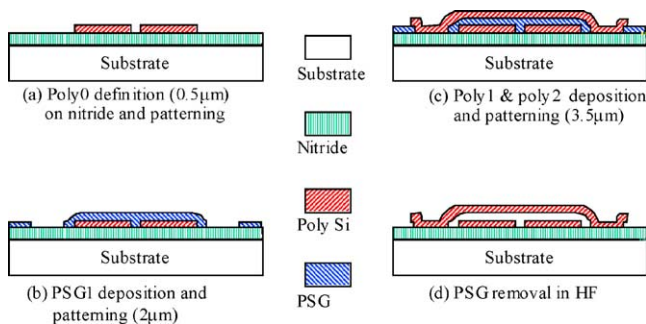 Substrate
(a) Poly0 definition (0.5μm)
on nitride and patterning
Substrate
(b) PSG1 deposition and
patterning (2μm)
Substrate
Nitride
Poly Si
PSG
Substrate
(c) Poly1 & poly2 deposition
and patterning (3.5μm)
Substrate
(d) PSG removal in HF